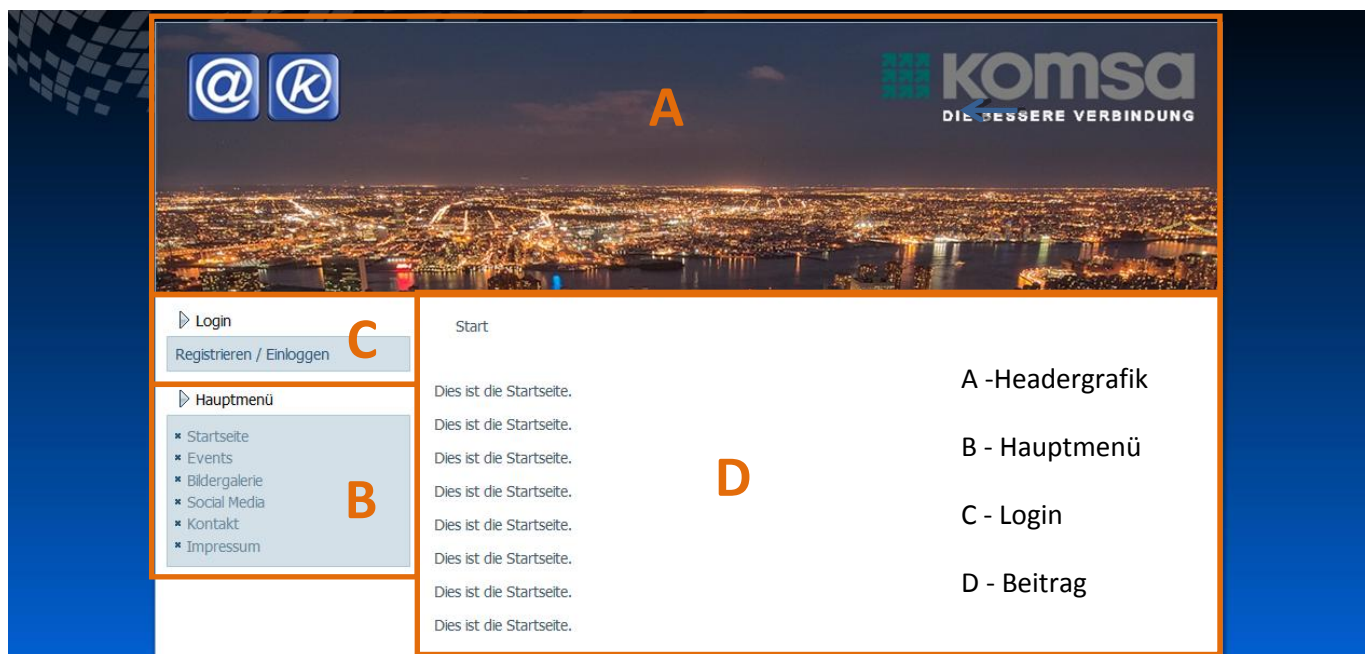 @ k
komsa
DIE BESSERE VERBINDUNG
A
Login
C
Registrieren / Einloggen
Hauptmenü
Startseite
Events
Bildergalerie
Social Media
Kontakt
Impressum
B
Start
Dies ist die Startseite.
Dies ist die Startseite.
Dies ist die Startseite.
Dies ist die Startseite.
Dies ist die Startseite.
Dies ist die Startseite.
Dies ist die Startseite.
Dies ist die Startseite.
D
A -Headergrafik
B - Hauptmenü
C - Login
D - Beitrag